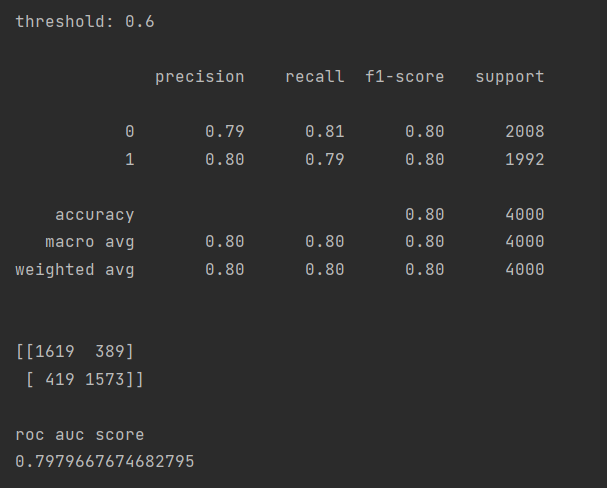 threshold: 0.6
precision recall f1-score support
0 0.79 0.81 0.80 2008
1 0.80 0.79 0.80 1992
accuracy 0.80 4000
macro avg 0.80 0.80 0.80 4000
weighted avg 0.80 0.80 0.80 4000
[[1619 389]
[ 419 1573]]
roc auc score
0.7979667674682795